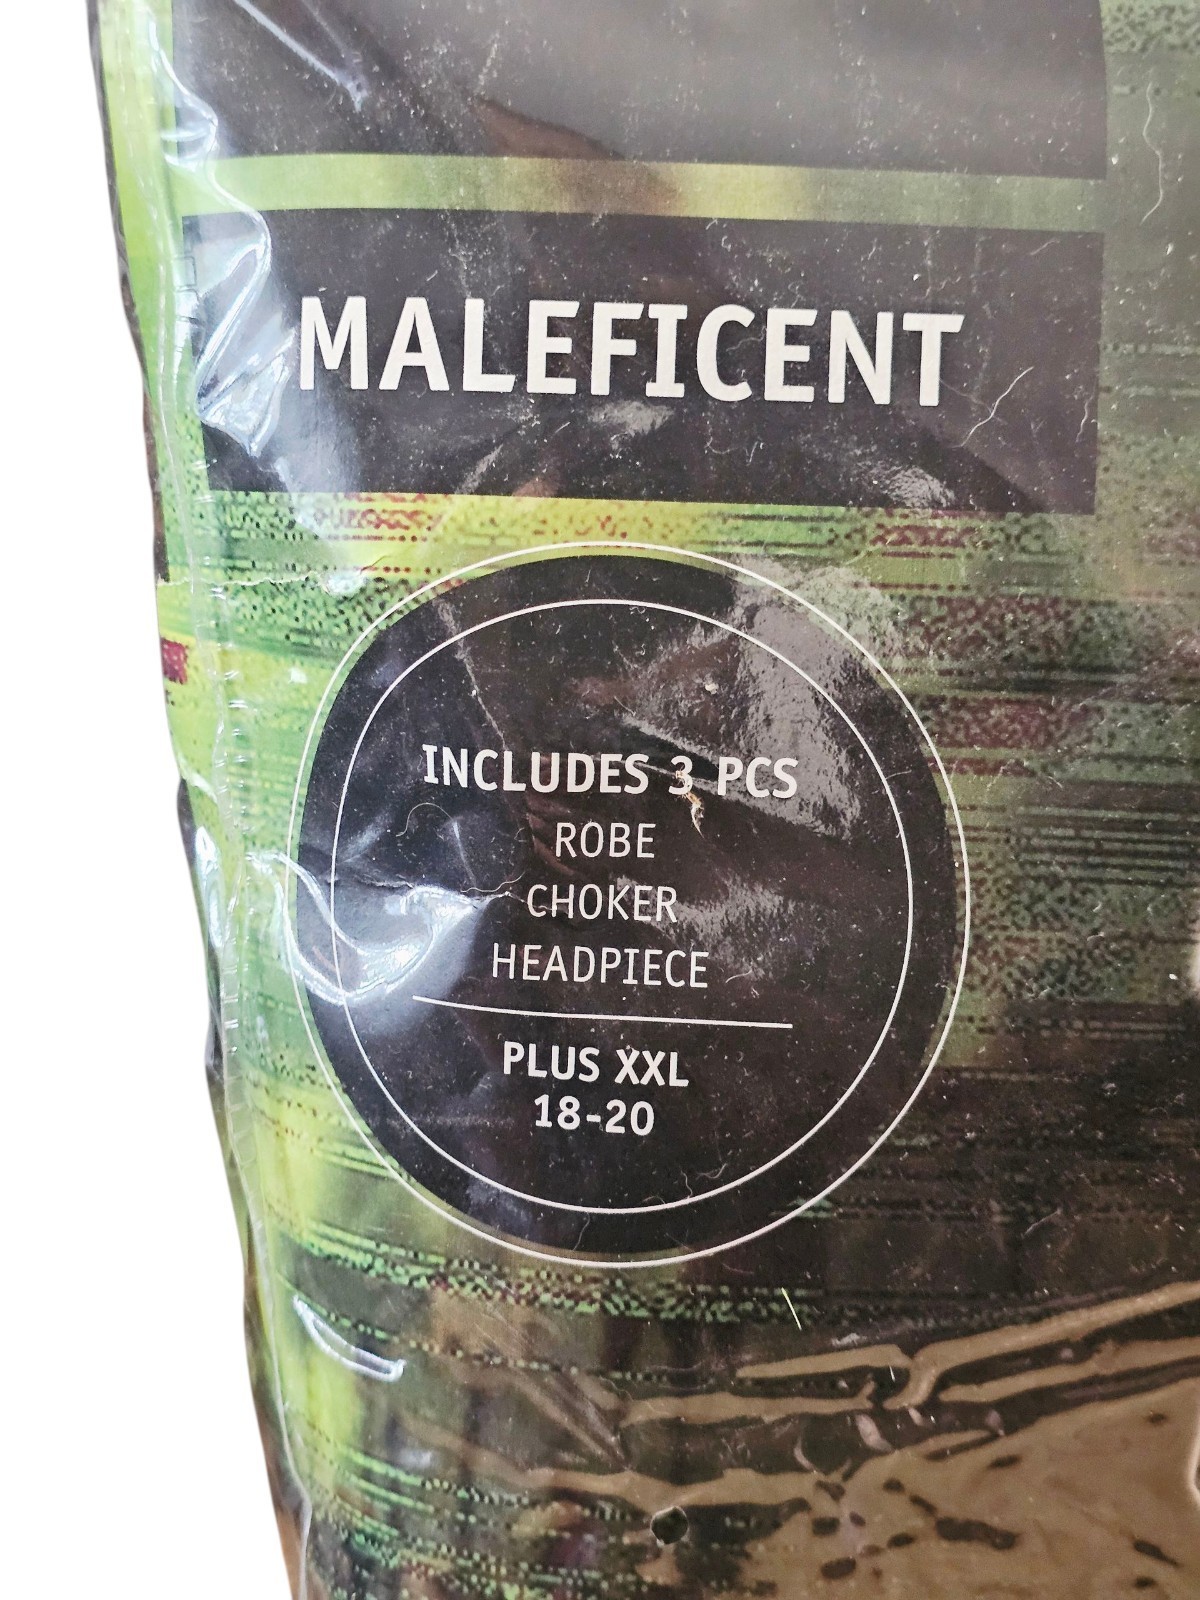 MALEFICENT
INCLUDES 3 PCS
ROBE
CHOKER
HEADPIECE
PLUS XXL
18-20